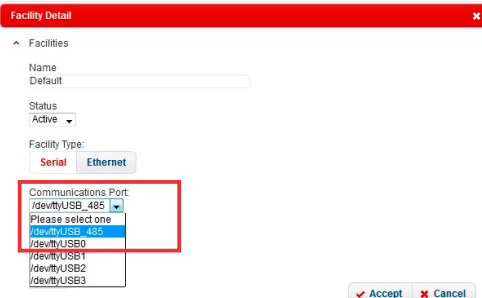 Facility Detail
Facilities
Name
Default
Status
Active
Facility Type:
Serial Ethernet
Communications Port:
/dev/ttyUSB_485
Please select one
/dev/ttyUSB_485
/dev/ttyUSB0
/dev/ttyUSB1
/dev/ttyUSB2
/dev/ttyUSB3
Accept Cancel